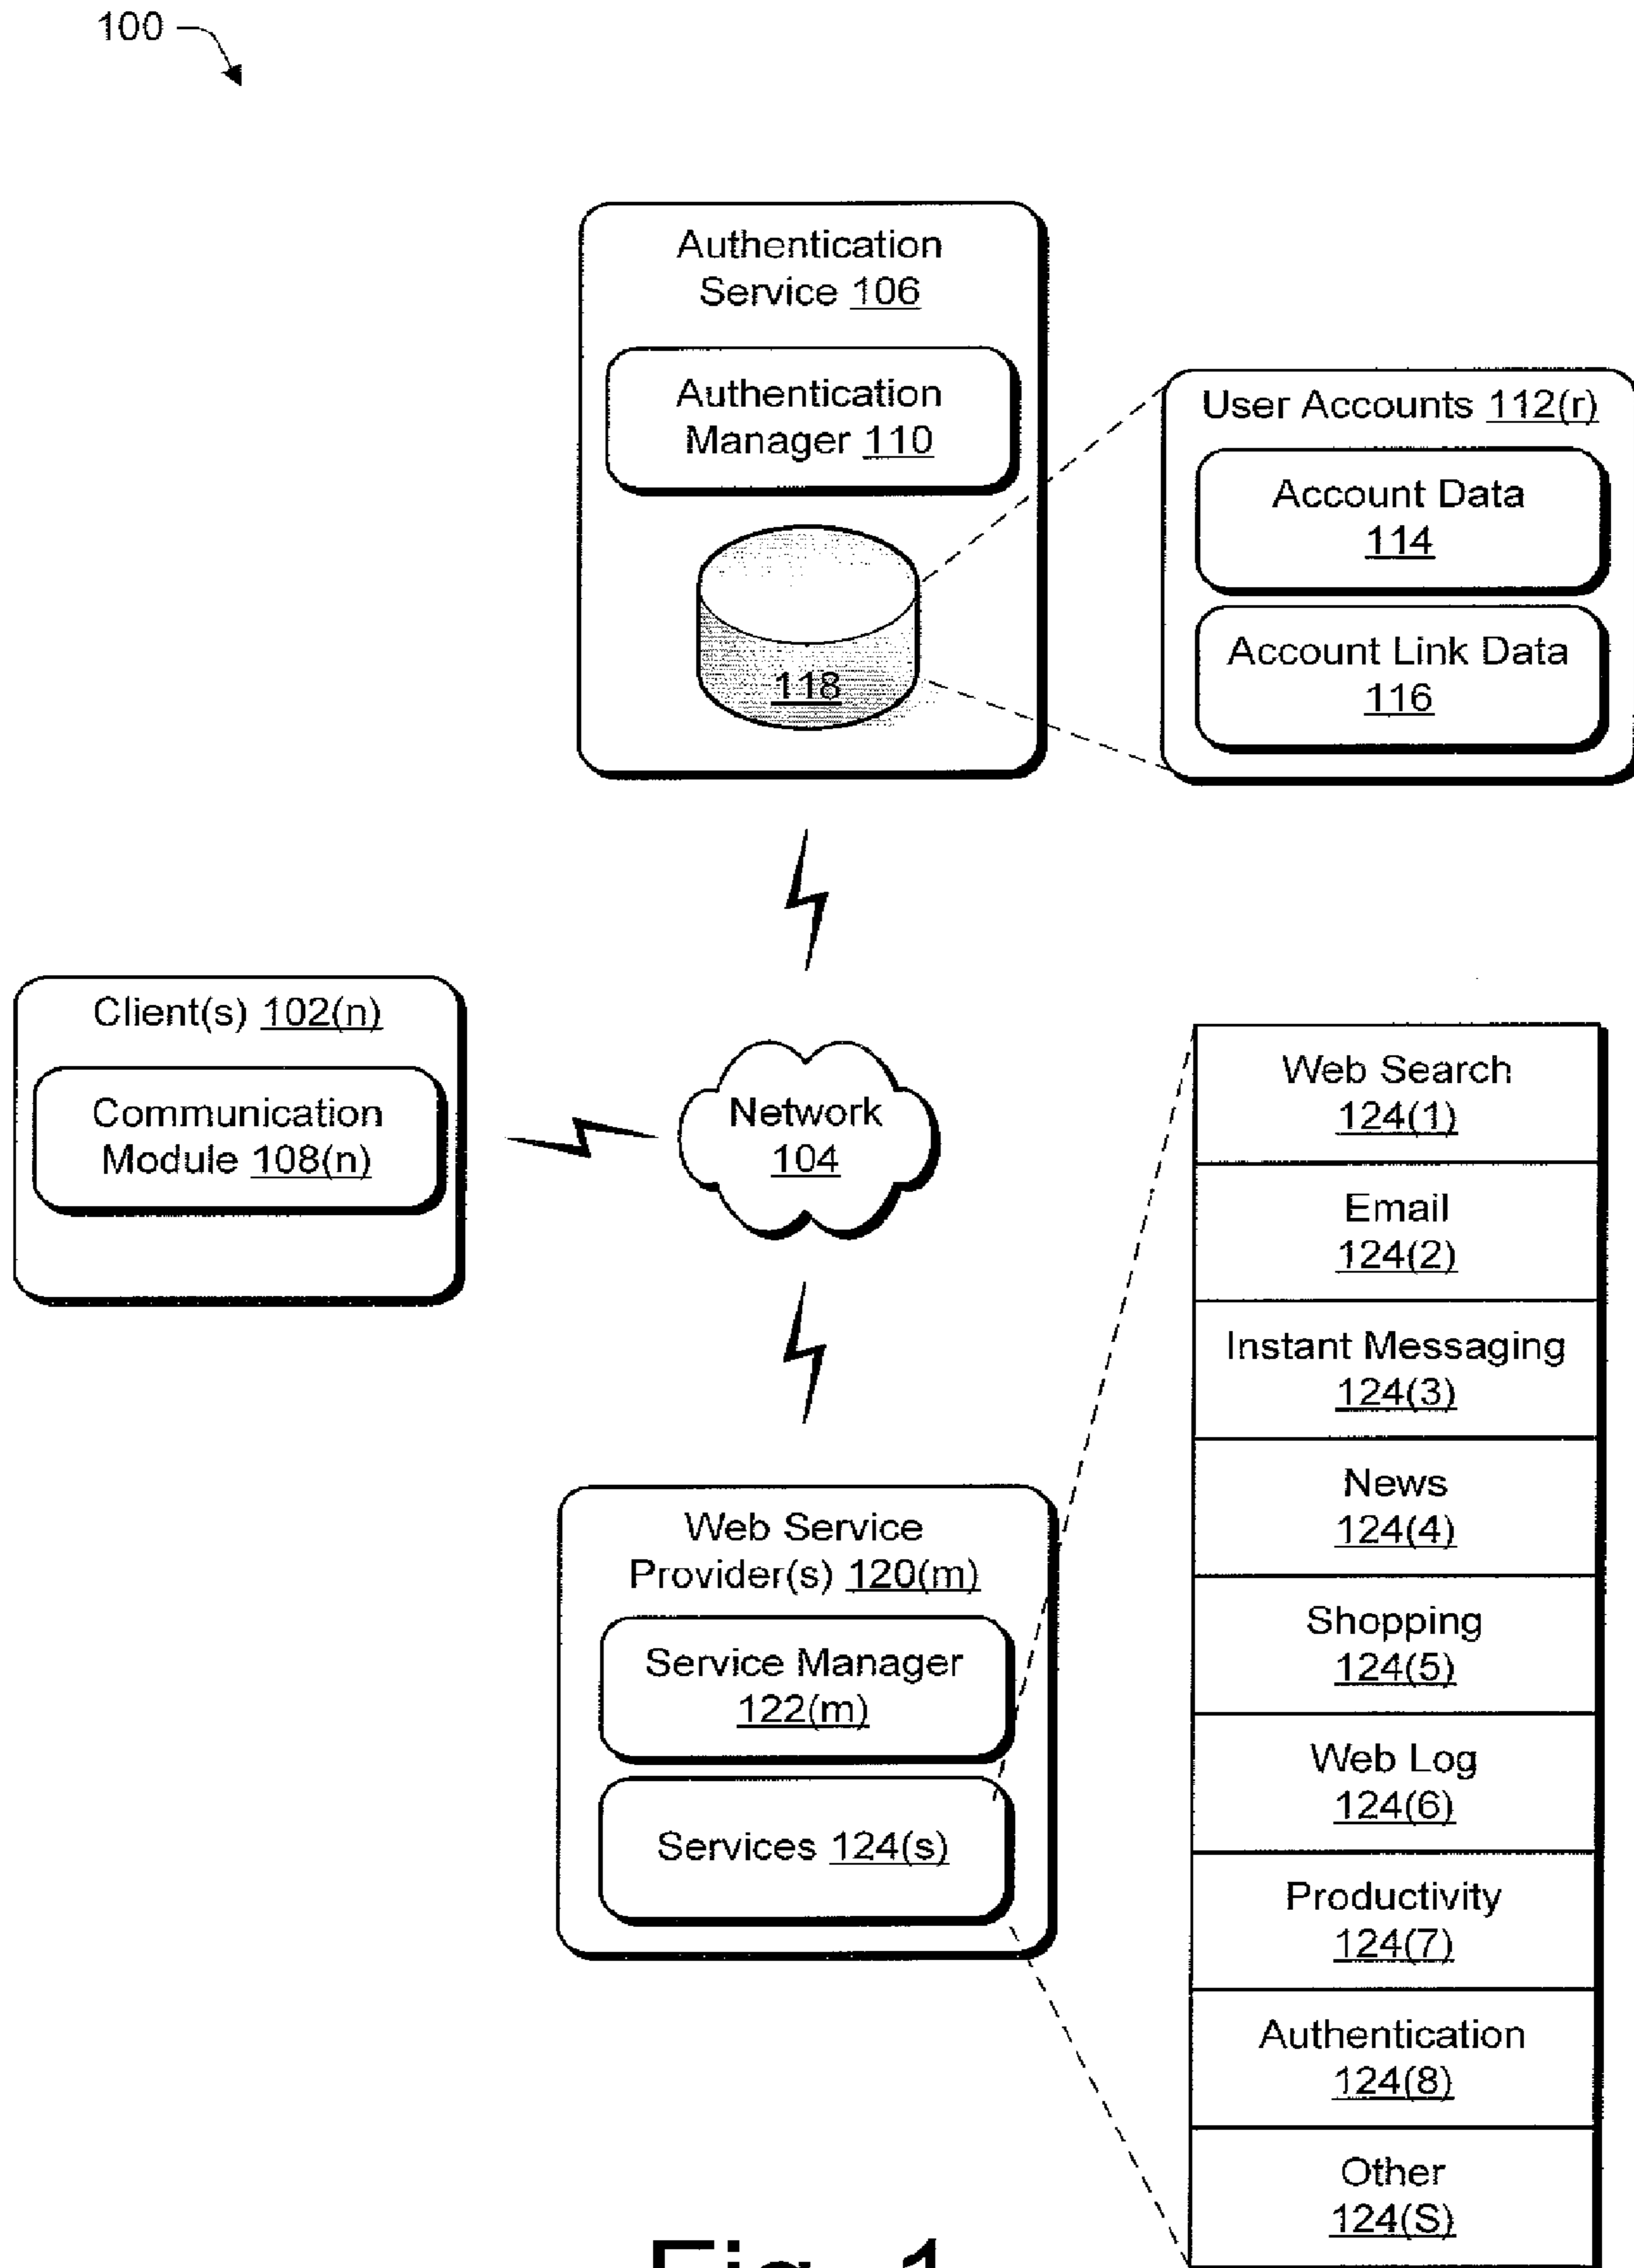 100
Authentication
Service 106
Authentication
Manager 110
118
User Accounts 112(r)
Account Data
114
Account Link Data
116
Client(s) 102(n)
Communication
Module 108(n)
Network
104
Web Service
Provider(s) 120(m)
Service Manager
122(m)
Services 124(s)
Web Search
124(1)
Email
124(2)
Instant Messaging
124(3)
News
124(4)
Shopping
124(5)
Web Log
124(6)
Productivity
124(7)
Authentication
124(8)
Other
124(S)
Fig. 1